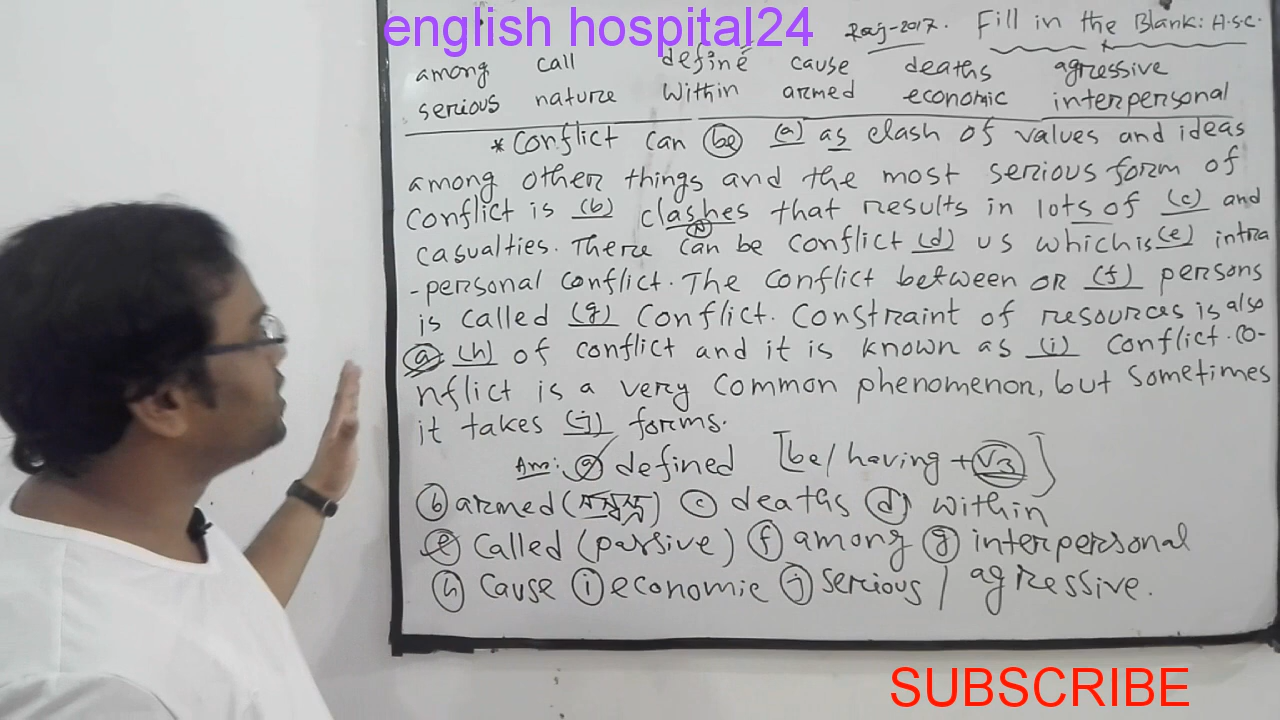 english hospital24
Raj-2017. Fill in the Blank: H.S.C.
among call define cause deaths agressive
serious nature within armed economic interpersonal
* Conflict can be (a) as clash of values and ideas
among other things and the most serious form of
conflict is (b) clashes that results in lots of (c) and
N
casualties. There can be conflict (d) us which is (e) intra
-personal conflict. The conflict between or (f) persons
is called (g) conflict. Constraint of resources is also
a (h) of conflict and it is known as (i) conflict. Co-
nflict is a very common phenomenon, but sometimes
it takes (j) forms.
Ans: (a) defined [be/having + V3]
(b) armed (সশস্ত্র) (c) deaths (d) within
(e) called (passive) (f) among (g) interpersonal
(h) cause (i) economic (j) serious / agressive.
SUBSCRIBE